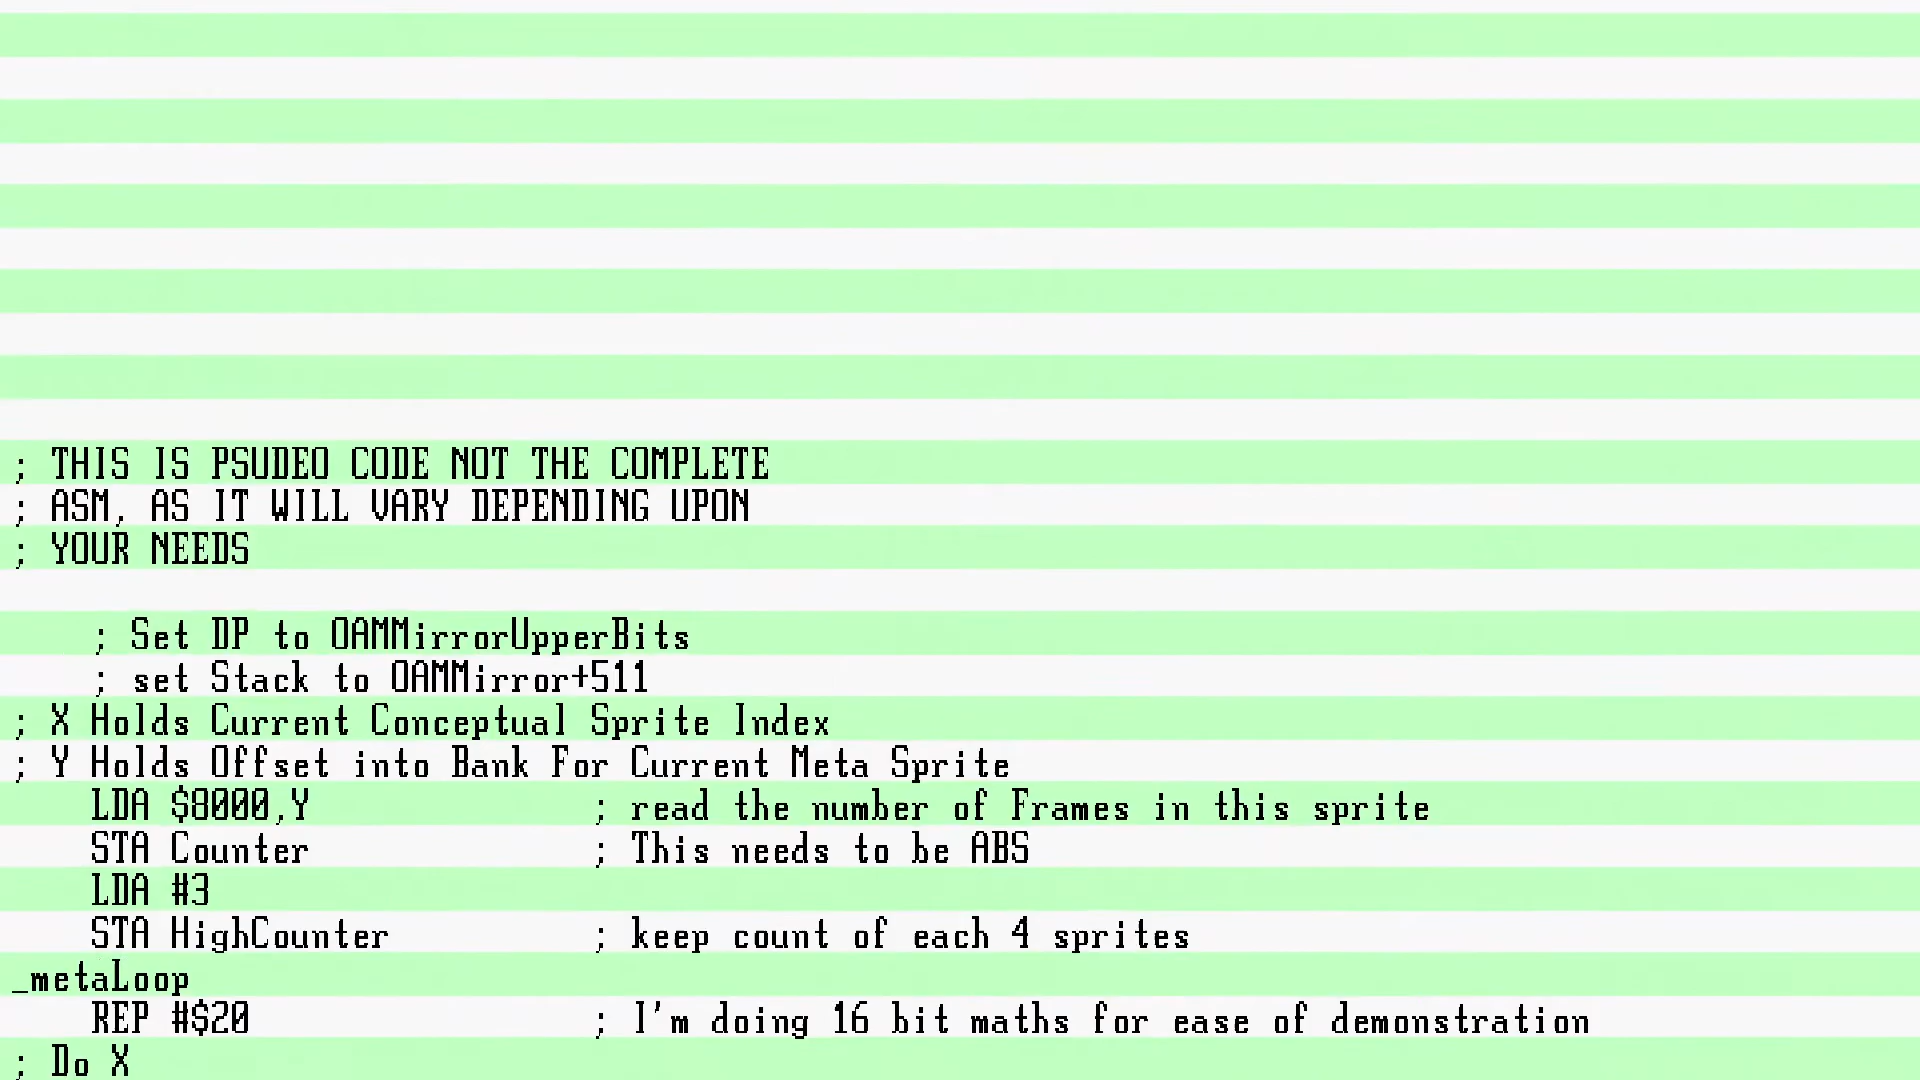 ; THIS IS PSUDEO CODE NOT THE COMPLETE
; ASM, AS IT WILL VARY DEPENDING UPON
; YOUR NEEDS
; Set DP to OAMMirrorUpperBits
; set Stack to OAMMirror+511
; X Holds Current Conceptual Sprite Index
; Y Holds Offset into Bank For Current Meta Sprite
LDA $8000,Y ; read the number of Frames in this sprite
STA Counter ; This needs to be ABS
LDA #3
STA HighCounter ; keep count of each 4 sprites
_metaLoop
REP #$20 ; I'm doing 16 bit maths for ease of demonstration
; Do X